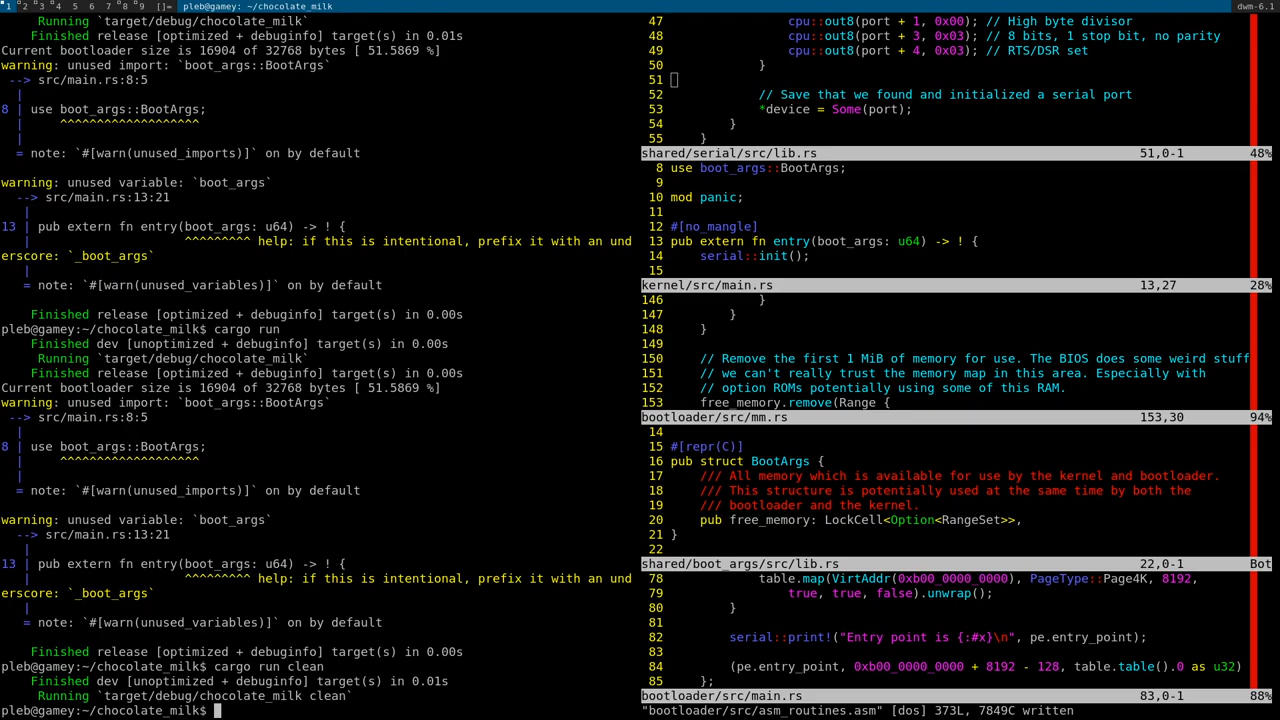 1 2 3 4 5 6 7 8 9 []= pleb@gamey: ~/chocolate_milk dwm-6.1
Running `target/debug/chocolate_milk`
Finished release [optimized + debuginfo] target(s) in 0.01s
Current bootloader size is 16904 of 32768 bytes [ 51.5869 %]
warning: unused import: `boot_args::BootArgs`
--> src/main.rs:8:5
|
8 | use boot_args::BootArgs;
| ^^^^^^^^^^^^^^^^^^^
|
= note: `#[warn(unused_imports)]` on by default
warning: unused variable: `boot_args`
--> src/main.rs:13:21
|
13 | pub extern fn entry(boot_args: u64) -> ! {
| ^^^^^^^^^ help: if this is intentional, prefix it with an und
erscore: `_boot_args`
|
= note: `#[warn(unused_variables)]` on by default
Finished release [optimized + debuginfo] target(s) in 0.00s
pleb@gamey:~/chocolate_milk$ cargo run
Finished dev [unoptimized + debuginfo] target(s) in 0.00s
Running `target/debug/chocolate_milk`
Finished release [optimized + debuginfo] target(s) in 0.00s
Current bootloader size is 16904 of 32768 bytes [ 51.5869 %]
warning: unused import: `boot_args::BootArgs`
--> src/main.rs:8:5
|
8 | use boot_args::BootArgs;
| ^^^^^^^^^^^^^^^^^^^
|
= note: `#[warn(unused_imports)]` on by default
warning: unused variable: `boot_args`
--> src/main.rs:13:21
|
13 | pub extern fn entry(boot_args: u64) -> ! {
| ^^^^^^^^^ help: if this is intentional, prefix it with an und
erscore: `_boot_args`
|
= note: `#[warn(unused_variables)]` on by default
Finished release [optimized + debuginfo] target(s) in 0.00s
pleb@gamey:~/chocolate_milk$ cargo run clean
Finished dev [unoptimized + debuginfo] target(s) in 0.01s
Running `target/debug/chocolate_milk clean`
pleb@gamey:~/chocolate_milk$
47 cpu::out8(port + 1, 0x00); // High byte divisor
48 cpu::out8(port + 3, 0x03); // 8 bits, 1 stop bit, no parity
49 cpu::out8(port + 4, 0x03); // RTS/DSR set
50 }
51
52 // Save that we found and initialized a serial port
53 *device = Some(port);
54 }
55 }
shared/serial/src/lib.rs 51,0-1 48%
8 use boot_args::BootArgs;
9
10 mod panic;
11
12 #[no_mangle]
13 pub extern fn entry(boot_args: u64) -> ! {
14 serial::init();
15
kernel/src/main.rs 13,27 28%
146 }
147 }
148 }
149
150 // Remove the first 1 MiB of memory for use. The BIOS does some weird stuff
151 // we can't really trust the memory map in this area. Especially with
152 // option ROMs potentially using some of this RAM.
153 free_memory.remove(Range {
bootloader/src/mm.rs 153,30 94%
14
15 #[repr(C)]
16 pub struct BootArgs {
17 /// All memory which is available for use by the kernel and bootloader.
18 /// This structure is potentially used at the same time by both the
19 /// bootloader and the kernel.
20 pub free_memory: LockCell<Option<RangeSet>>,
21 }
22
shared/boot_args/src/lib.rs 22,0-1 Bot
78 table.map(VirtAddr(0xb00_0000_0000), PageType::Page4K, 8192,
79 true, true, false).unwrap();
80 }
81
82 serial::print!("Entry point is {:#x}\n", pe.entry_point);
83
84 (pe.entry_point, 0xb00_0000_0000 + 8192 - 128, table.table().0 as u32)
85 };
bootloader/src/main.rs 83,0-1 88%
"bootloader/src/asm_routines.asm" [dos] 373L, 7849C written